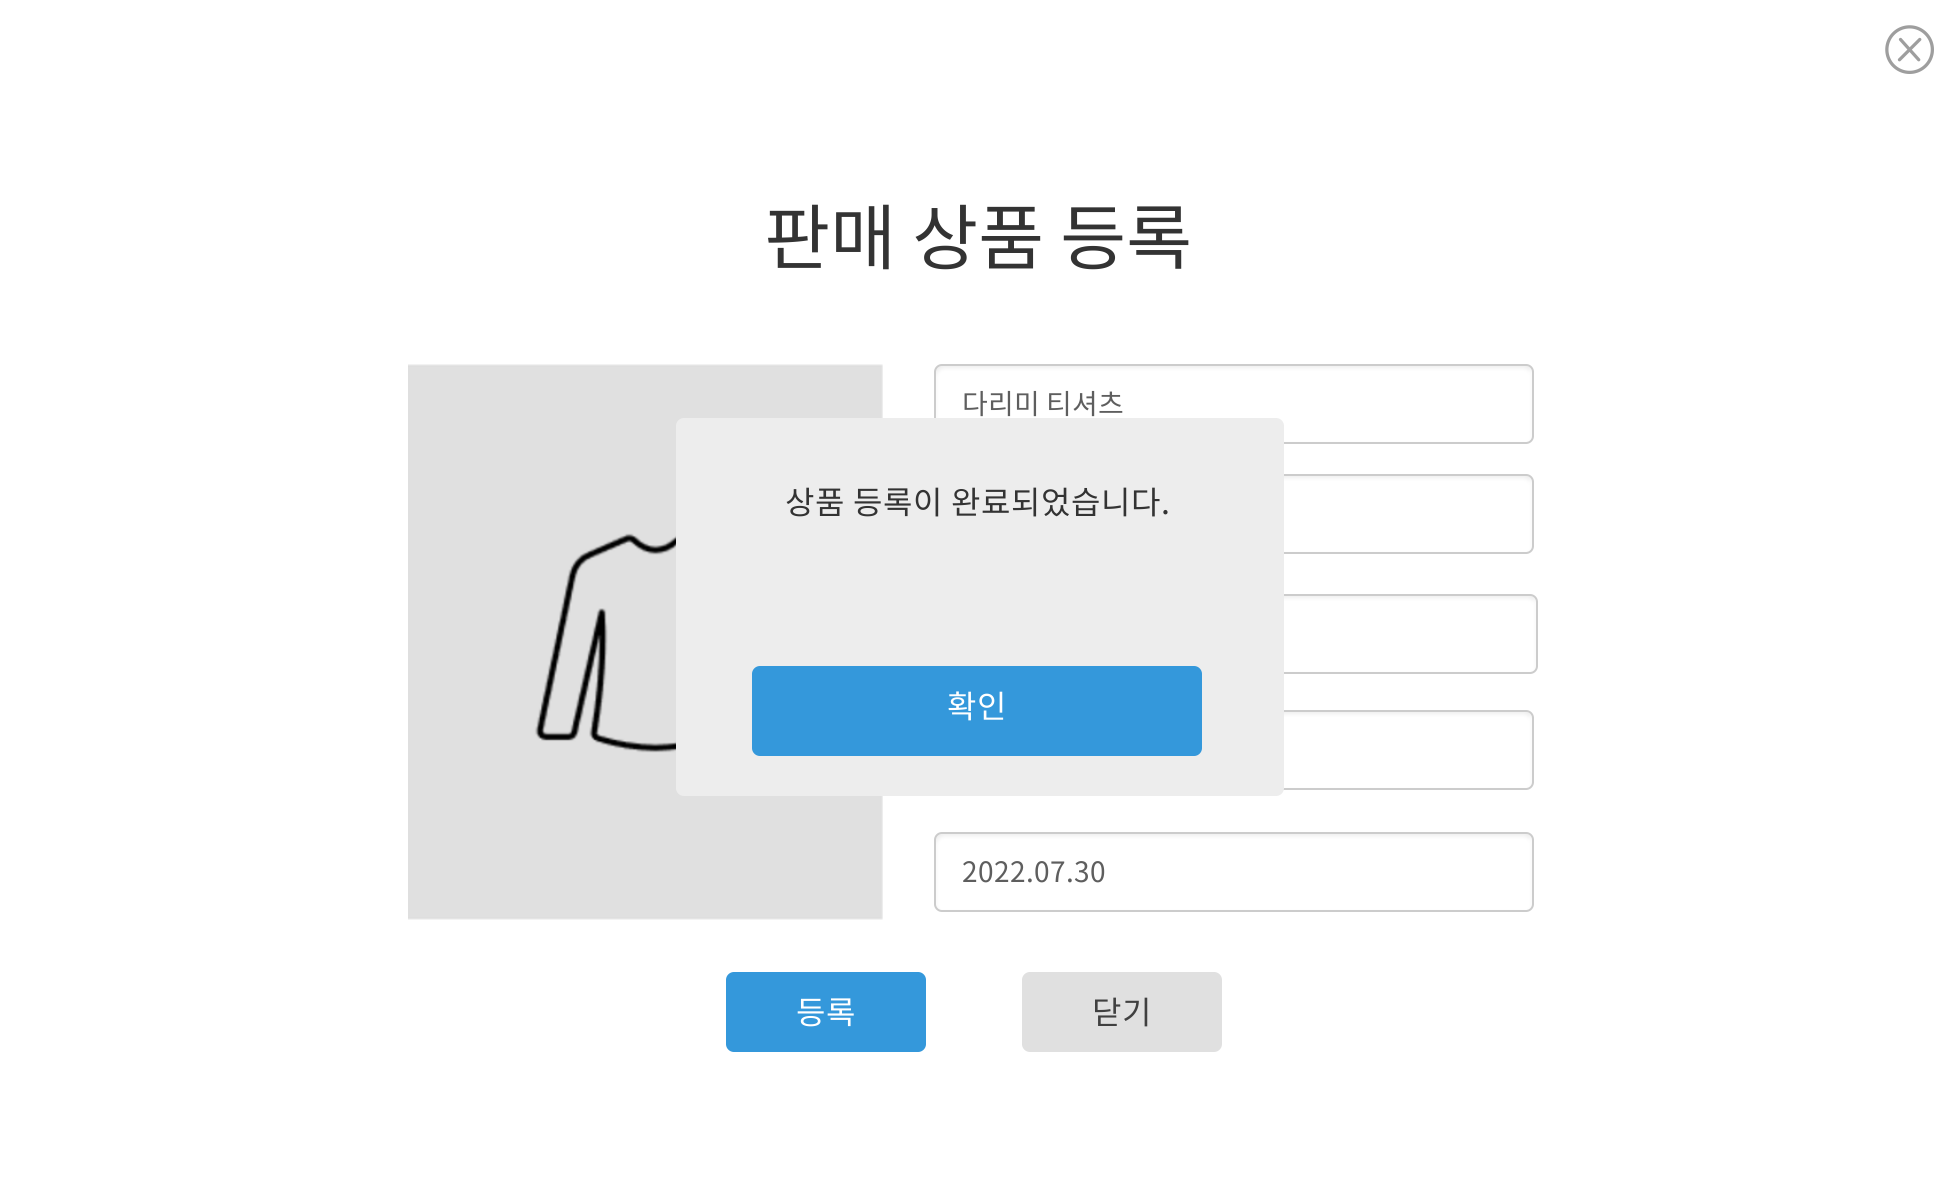 판매 상품 등록
다리미 티셔츠
상품 등록이 완료되었습니다.
확인
2022.07.30
등록
닫기